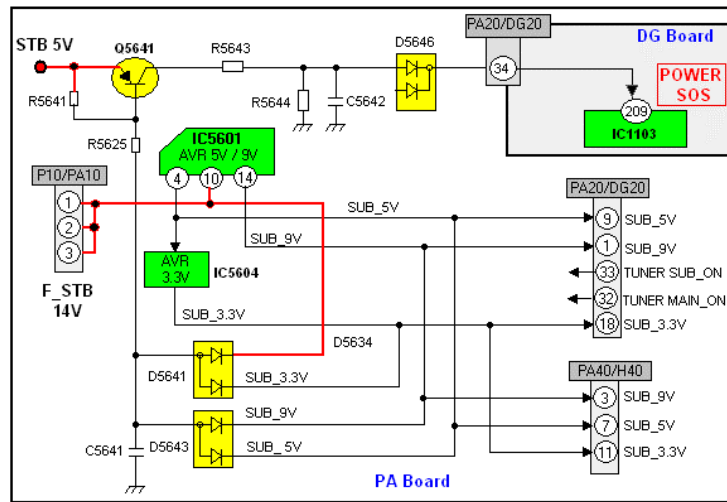 STB 5V
Q5641
R5643
D5646
PA20/DG20
DG Board
34
POWER
SOS
R5641
R5644
C5642
209
IC1103
R5625
IC5601
AVR 5V / 9V
4
10
14
P10/PA10
1
2
3
F_STB
14V
SUB_5V
SUB_9V
AVR
3.3V
IC5604
SUB_3.3V
PA20/DG20
9 SUB_5V
1 SUB_9V
33 TUNER SUB_ON
32 TUNER MAIN_ON
18 SUB_3.3V
D5634
D5641
SUB_3.3V
PA40/H40
3 SUB_9V
7 SUB_5V
11 SUB_3.3V
SUB_9V
C5641
D5643
SUB_ 5V
PA Board